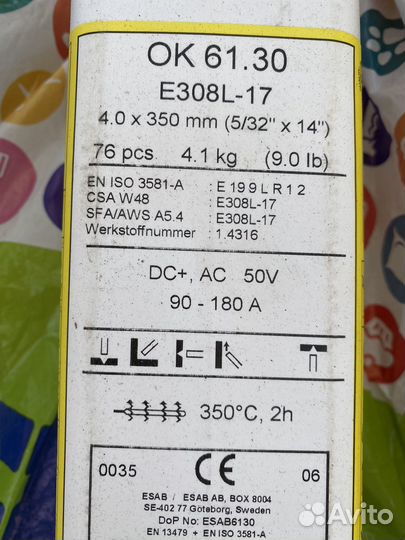 OK 61.30
E308L-17
4.0 x 350 mm (5/32" x 14")
76 pcs 4.1 kg (9.0 lb)
EN ISO 3581-A : E 19 9 L R 1 2
CSA W48 : E308L-17
SFA/AWS A5.4 : E308L-17
Werkstoffnummer : 1.4316
DC+, AC 50V
90 - 180 A
350°C, 2h
0035 CE 06
ESAB / ESAB AB, BOX 8004
SE-402 77 Göteborg, Sweden
DoP No: ESAB6130
EN 13479 + EN ISO 3581-A
Avito